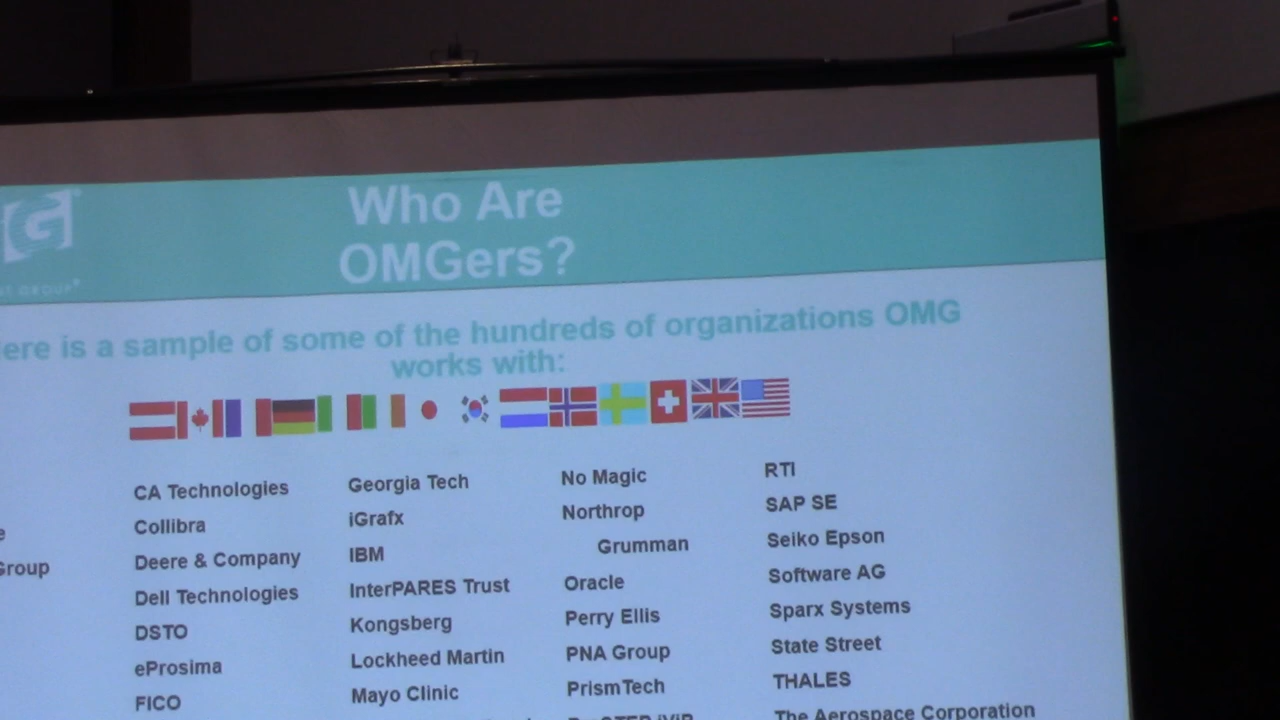 Who Are
OMGers?
ere is a sample of some of the hundreds of organizations OMG
works with:
Group
CA Technologies
Collibra
Deere & Company
Dell Technologies
DSTO
eProsima
FICO
Georgia Tech
iGrafx
IBM
InterPARES Trust
Kongsberg
Lockheed Martin
Mayo Clinic
No Magic
Northrop
Grumman
Oracle
Perry Ellis
PNA Group
PrismTech
RTI
SAP SE
Seiko Epson
Software AG
Sparx Systems
State Street
THALES
The Aerospace Corporation